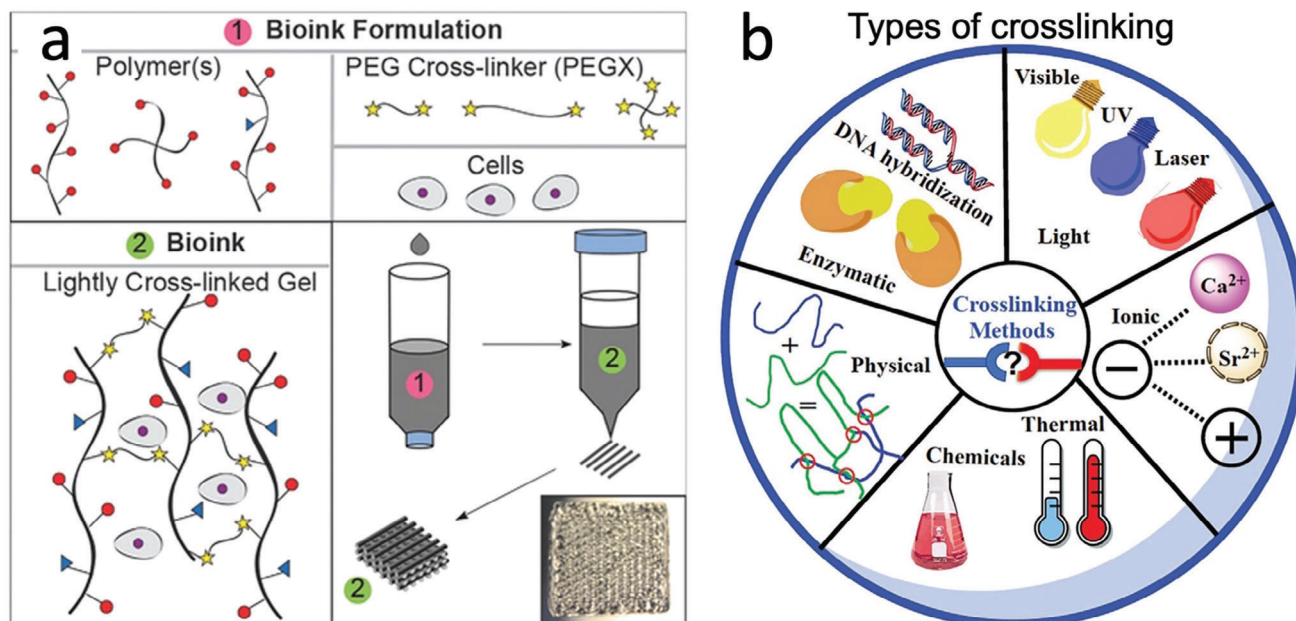 a
1 Bioink Formulation
Polymer(s)
PEG Cross-linker (PEGX)
Cells
2 Bioink
Lightly Cross-linked Gel
1
2
2
b
Types of crosslinking
Visible
UV
Laser
Light
DNA hybridization
Enzymatic
Crosslinking
Methods
?
Ionic
Ca²⁺
Sr²⁺
−
+
Physical
+
=
Thermal
Chemicals